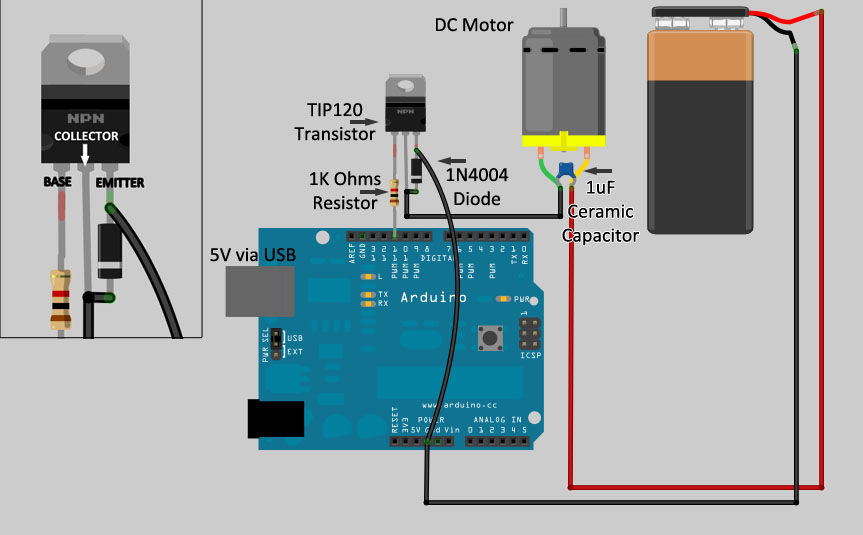 NPN
COLLECTOR
BASE
EMITTER
DC Motor
NPN
TIP120
Transistor
1K Ohms
Resistor
1N4004
Diode
1uF
Ceramic
Capacitor
5V via USB
AREF
GND
13
12
11
10
9
8
7
6
5
4
3
2
1
0
PWM
PWM
PWM
PWM
PWM
PWM
TX
RX
DIGITAL
L
TX
RX
Arduino
PWR
1
ICSP
PWR SEL
USB
EXT
www.arduino.cc
POWER
ANALOG IN
RESET
3V3
5V Gnd Vin
0 1 2 3 4 5